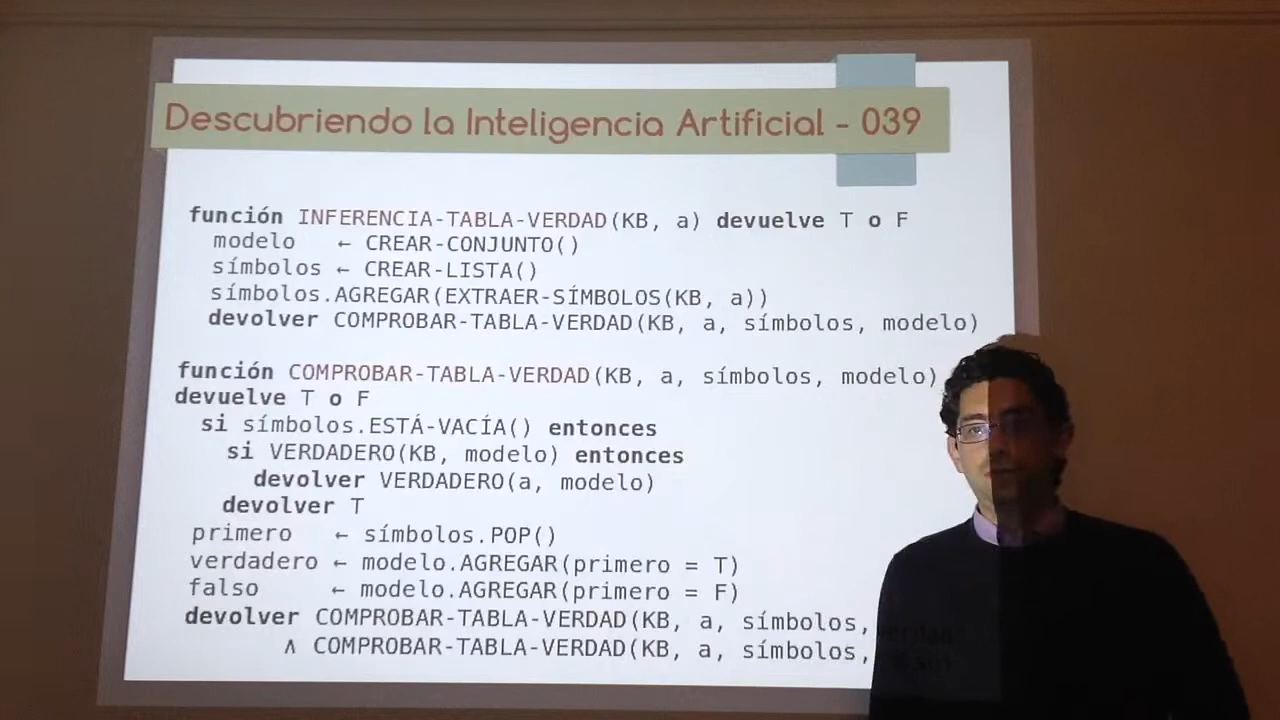 Descubriendo la Inteligencia Artificial - 039
función INFERENCIA-TABLA-VERDAD(KB, a) devuelve T o F
modelo ← CREAR-CONJUNTO()
símbolos ← CREAR-LISTA()
símbolos.AGREGAR(EXTRAER-SÍMBOLOS(KB, a))
devolver COMPROBAR-TABLA-VERDAD(KB, a, símbolos, modelo)
función COMPROBAR-TABLA-VERDAD(KB, a, símbolos, modelo)
devuelve T o F
si símbolos.ESTÁ-VACÍA() entonces
si VERDADERO(KB, modelo) entonces
devolver VERDADERO(a, modelo)
devolver T
primero ← símbolos.POP()
verdadero ← modelo.AGREGAR(primero = T)
falso ← modelo.AGREGAR(primero = F)
devolver COMPROBAR-TABLA-VERDAD(KB, a, símbolos,
∧ COMPROBAR-TABLA-VERDAD(KB, a, símbolos,